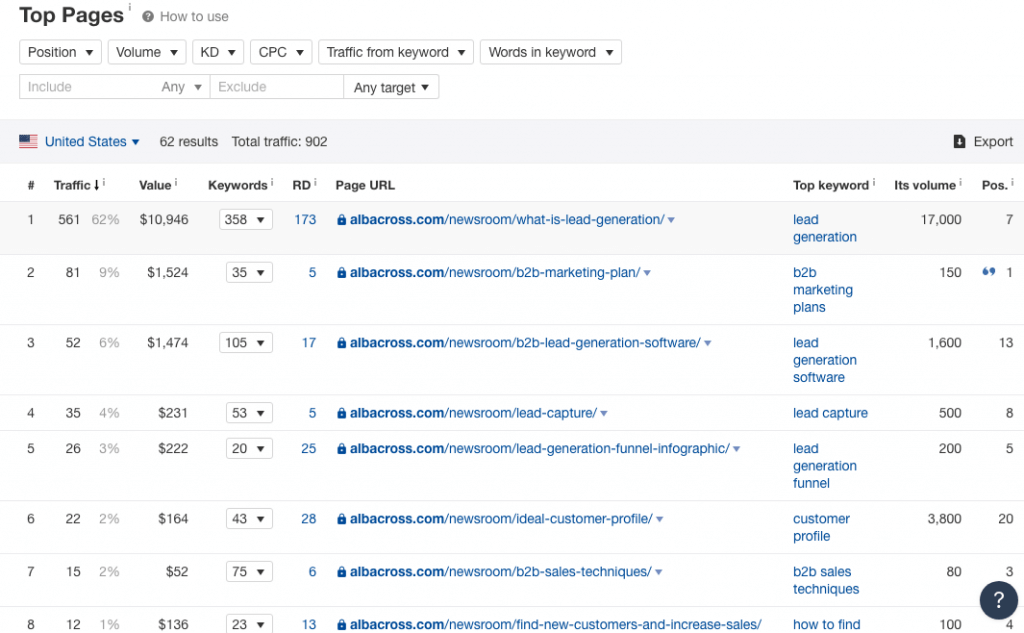 Top Pages i ? How to use
Position ▼ Volume ▼ KD ▼ CPC ▼ Traffic from keyword ▼ Words in keyword ▼
Include Any ▼ Exclude Any target ▼
United States ▼ 62 results Total traffic: 902 Export
# Traffic ↓ i Value i Keywords i RD i Page URL Top keyword i Its volume i Pos. i
1 561 62% $10,946 358 ▼ 173 albacross.com/newsroom/what-is-lead-generation/ ▼ lead 17,000 7
generation
2 81 9% $1,524 35 ▼ 5 albacross.com/newsroom/b2b-marketing-plan/ ▼ b2b 150 1
marketing
plans
3 52 6% $1,474 105 ▼ 17 albacross.com/newsroom/b2b-lead-generation-software/ ▼ lead 1,600 13
generation
software
4 35 4% $231 53 ▼ 5 albacross.com/newsroom/lead-capture/ ▼ lead capture 500 8
5 26 3% $222 20 ▼ 25 albacross.com/newsroom/lead-generation-funnel-infographic/ ▼ lead 200 5
generation
funnel
6 22 2% $164 43 ▼ 28 albacross.com/newsroom/ideal-customer-profile/ ▼ customer 3,800 20
profile
7 15 2% $52 75 ▼ 6 albacross.com/newsroom/b2b-sales-techniques/ ▼ b2b sales 80 3
techniques
?
8 12 1% $136 23 ▼ 13 albacross.com/newsroom/find-new-customers-and-increase-sales/ how to find 100 4